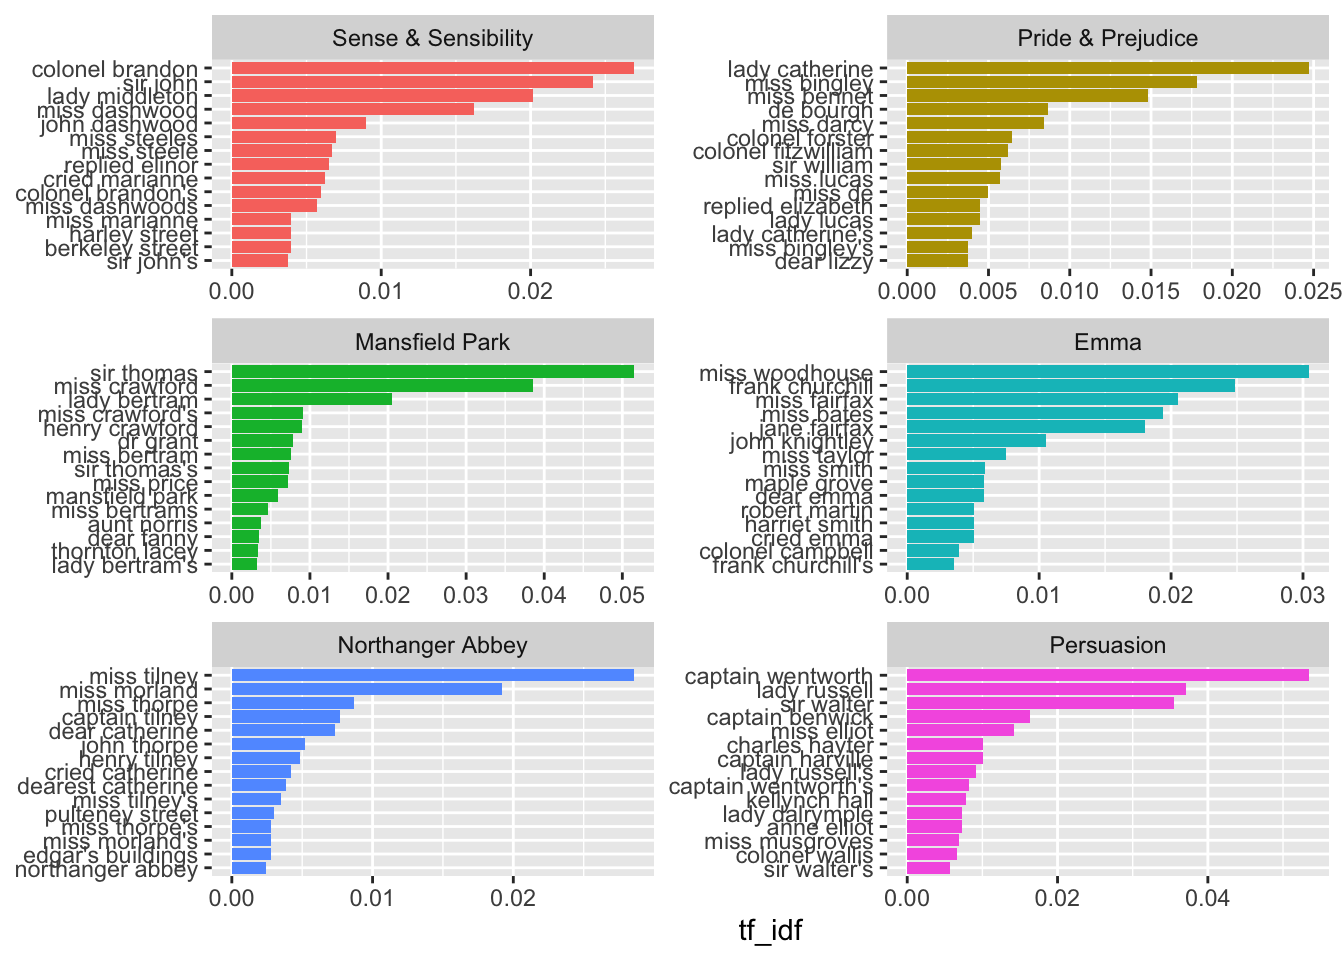 Sense & Sensibility
colonel brandon
sir john
lady middleton
miss dashwood
john dashwood
miss steeles
miss steele
replied elinor
cried marianne
colonel brandon's
miss dashwoods
miss marianne
harley street
berkeley street
sir john's
0.00 0.01 0.02
Pride & Prejudice
lady catherine
miss bingley
miss bennet
de bourgh
miss darcy
colonel forster
colonel fitzwilliam
sir william
miss lucas
miss de
replied elizabeth
lady lucas
lady catherine's
miss bingley's
dear lizzy
0.000 0.005 0.010 0.015 0.020 0.025
Mansfield Park
sir thomas
miss crawford
lady bertram
miss crawford's
henry crawford
dr grant
miss bertram
sir thomas's
miss price
mansfield park
miss bertrams
aunt norris
dear fanny
thornton lacey
lady bertram's
0.00 0.01 0.02 0.03 0.04 0.05
Emma
miss woodhouse
frank churchill
miss fairfax
miss bates
jane fairfax
john knightley
miss taylor
miss smith
maple grove
dear emma
robert martin
harriet smith
cried emma
colonel campbell
frank churchill's
0.00 0.01 0.02 0.03
Northanger Abbey
miss tilney
miss morland
miss thorpe
captain tilney
dear catherine
john thorpe
henry tilney
cried catherine
dearest catherine
miss tilney's
pulteney street
miss thorpe's
miss morland's
edgar's buildings
northanger abbey
0.00 0.01 0.02
Persuasion
captain wentworth
lady russell
sir walter
captain benwick
miss elliot
charles hayter
captain harville
lady russell's
captain wentworth's
kellynch hall
lady dalrymple
anne elliot
miss musgroves
colonel wallis
sir walter's
0.00 0.02 0.04
tf_idf